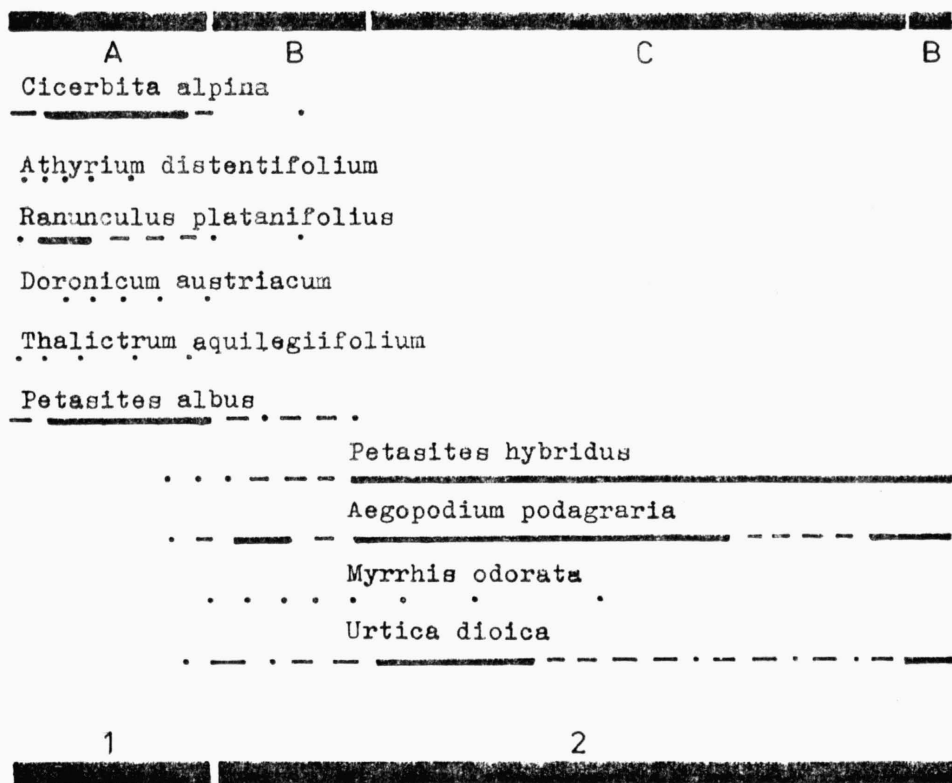 A B C B
Cicerbita alpina
Athyrium distentifolium
Ranunculus platanifolius
Doronicum austriacum
Thalictrum aquilegiifolium
Petasites albus
Petasites hybridus
Aegopodium podagraria
Myrrhis odorata
Urtica dioica
1 2